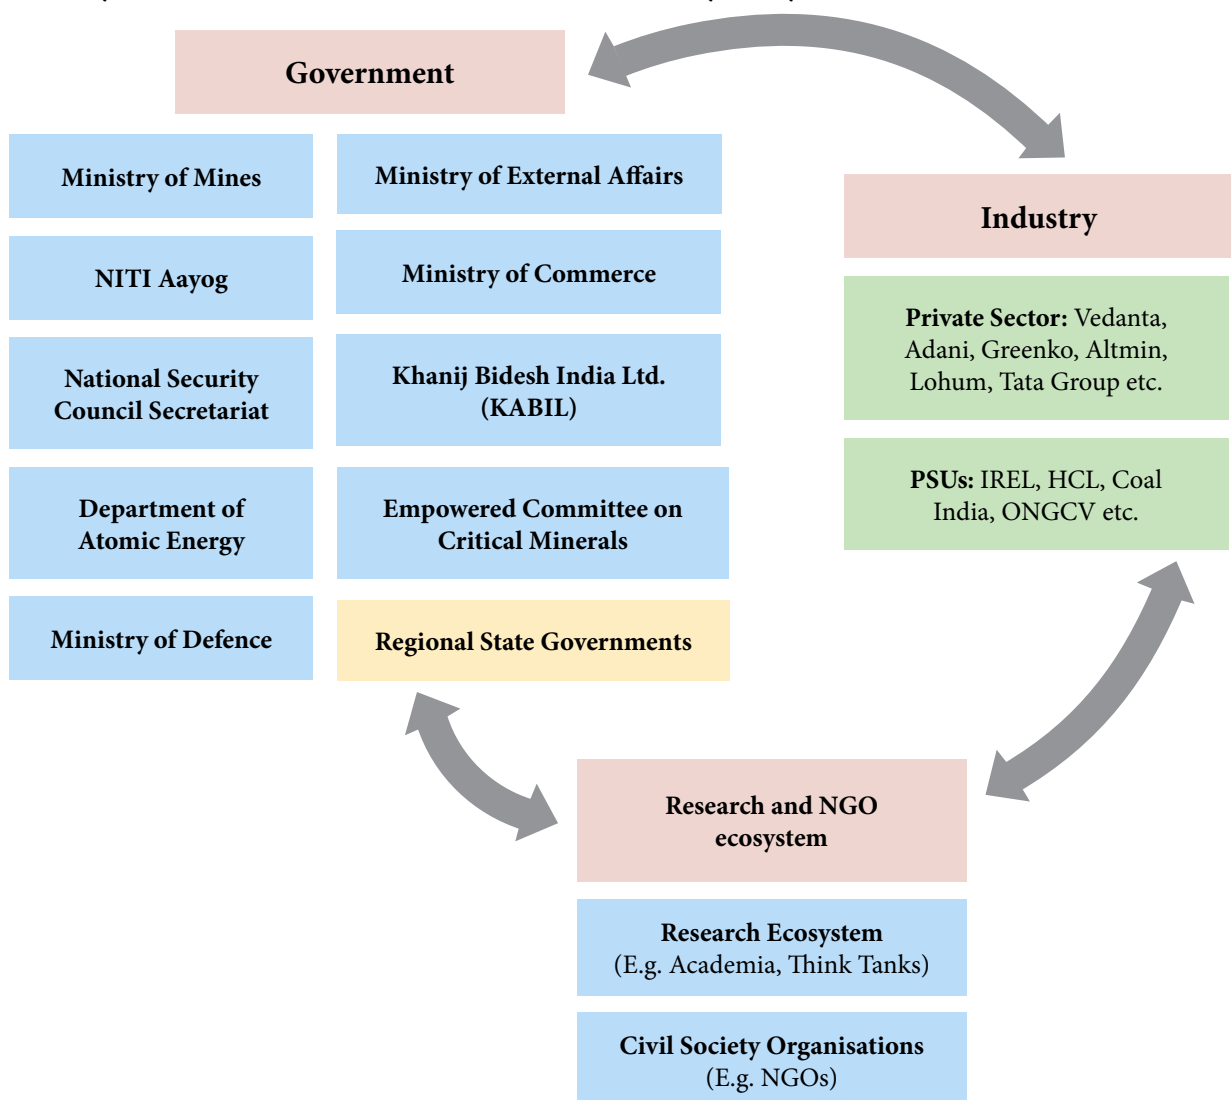 Government
Ministry of Mines
Ministry of External Affairs
NITI Aayog
Ministry of Commerce
National Security
Council Secretariat
Khanij Bidesh India Ltd.
(KABIL)
Department of
Atomic Energy
Empowered Committee on
Critical Minerals
Ministry of Defence
Regional State Governments
Industry
Private Sector: Vedanta,
Adani, Greenko, Altmin,
Lohum, Tata Group etc.
PSUs: IREL, HCL, Coal
India, ONGCV etc.
Research and NGO
ecosystem
Research Ecosystem
(E.g. Academia, Think Tanks)
Civil Society Organisations
(E.g. NGOs)